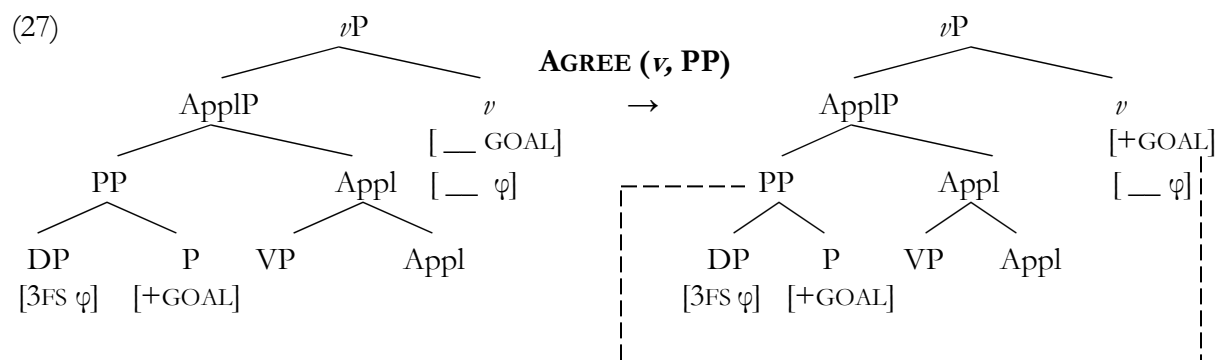 (27) vP vP
AGREE (v, PP)
ApplP v → ApplP v
[ __ GOAL] [+GOAL]
PP Appl [ __ φ] PP Appl [ __ φ]
DP P VP Appl DP P VP Appl
[3FS φ] [+GOAL] [3FS φ] [+GOAL]